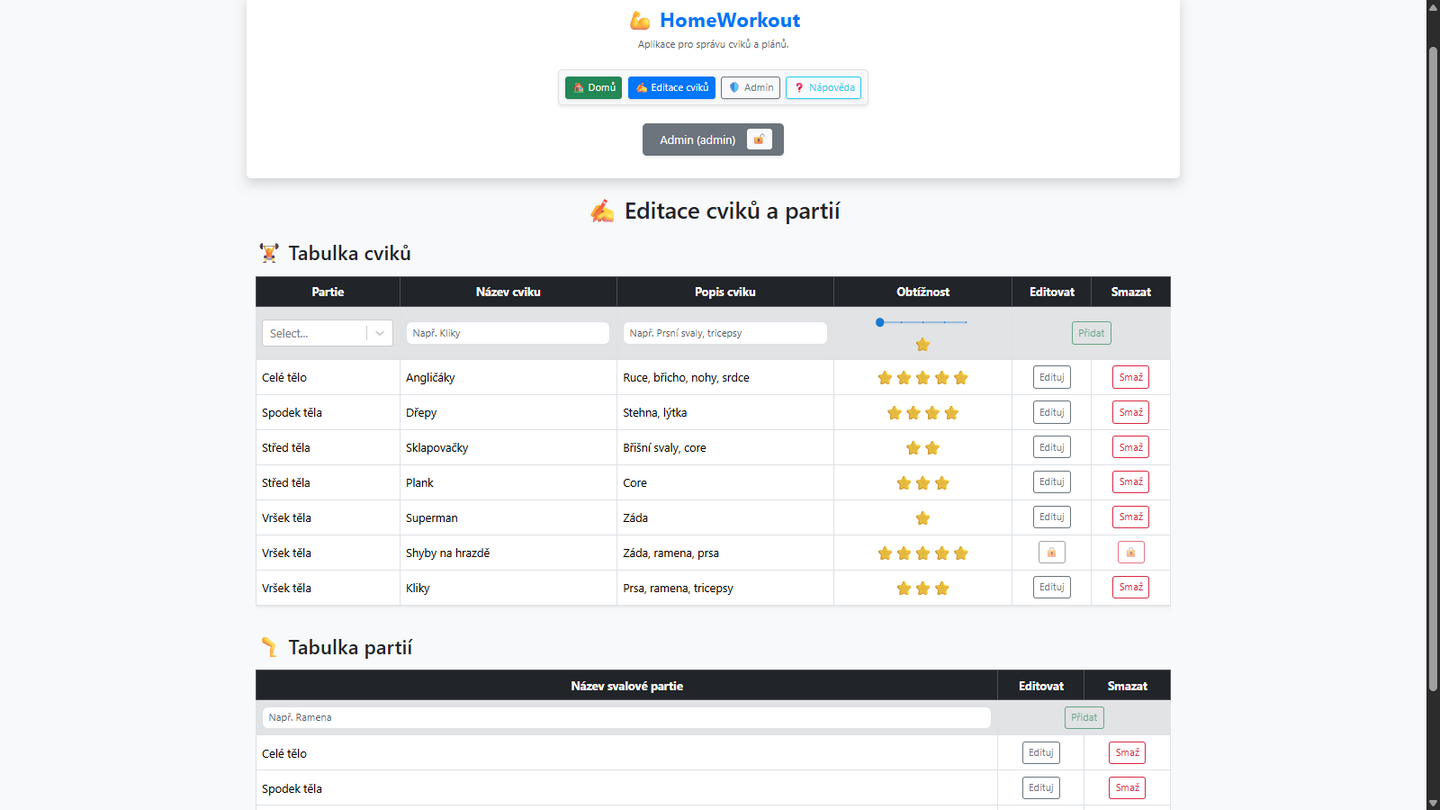 HomeWorkout
Aplikace pro správu cviků a plánů.
Domů Editace cviků Admin Nápověda
Admin (admin)
Editace cviků a partií
Tabulka cviků
Partie Název cviku Popis cviku Obtížnost Editovat Smazat
Select... Např. Kliky Např. Prsní svaly, tricepsy Přidat
Celé tělo Angličáky Ruce, břicho, nohy, srdce Edituj Smaž
Spodek těla Dřepy Stehna, lýtka Edituj Smaž
Střed těla Sklapovačky Břišní svaly, core Edituj Smaž
Střed těla Plank Core Edituj Smaž
Vršek těla Superman Záda Edituj Smaž
Vršek těla Shyby na hrazdě Záda, ramena, prsa
Vršek těla Kliky Prsa, ramena, tricepsy Edituj Smaž
Tabulka partií
Název svalové partie Editovat Smazat
Např. Ramena Přidat
Celé tělo Edituj Smaž
Spodek těla Edituj Smaž